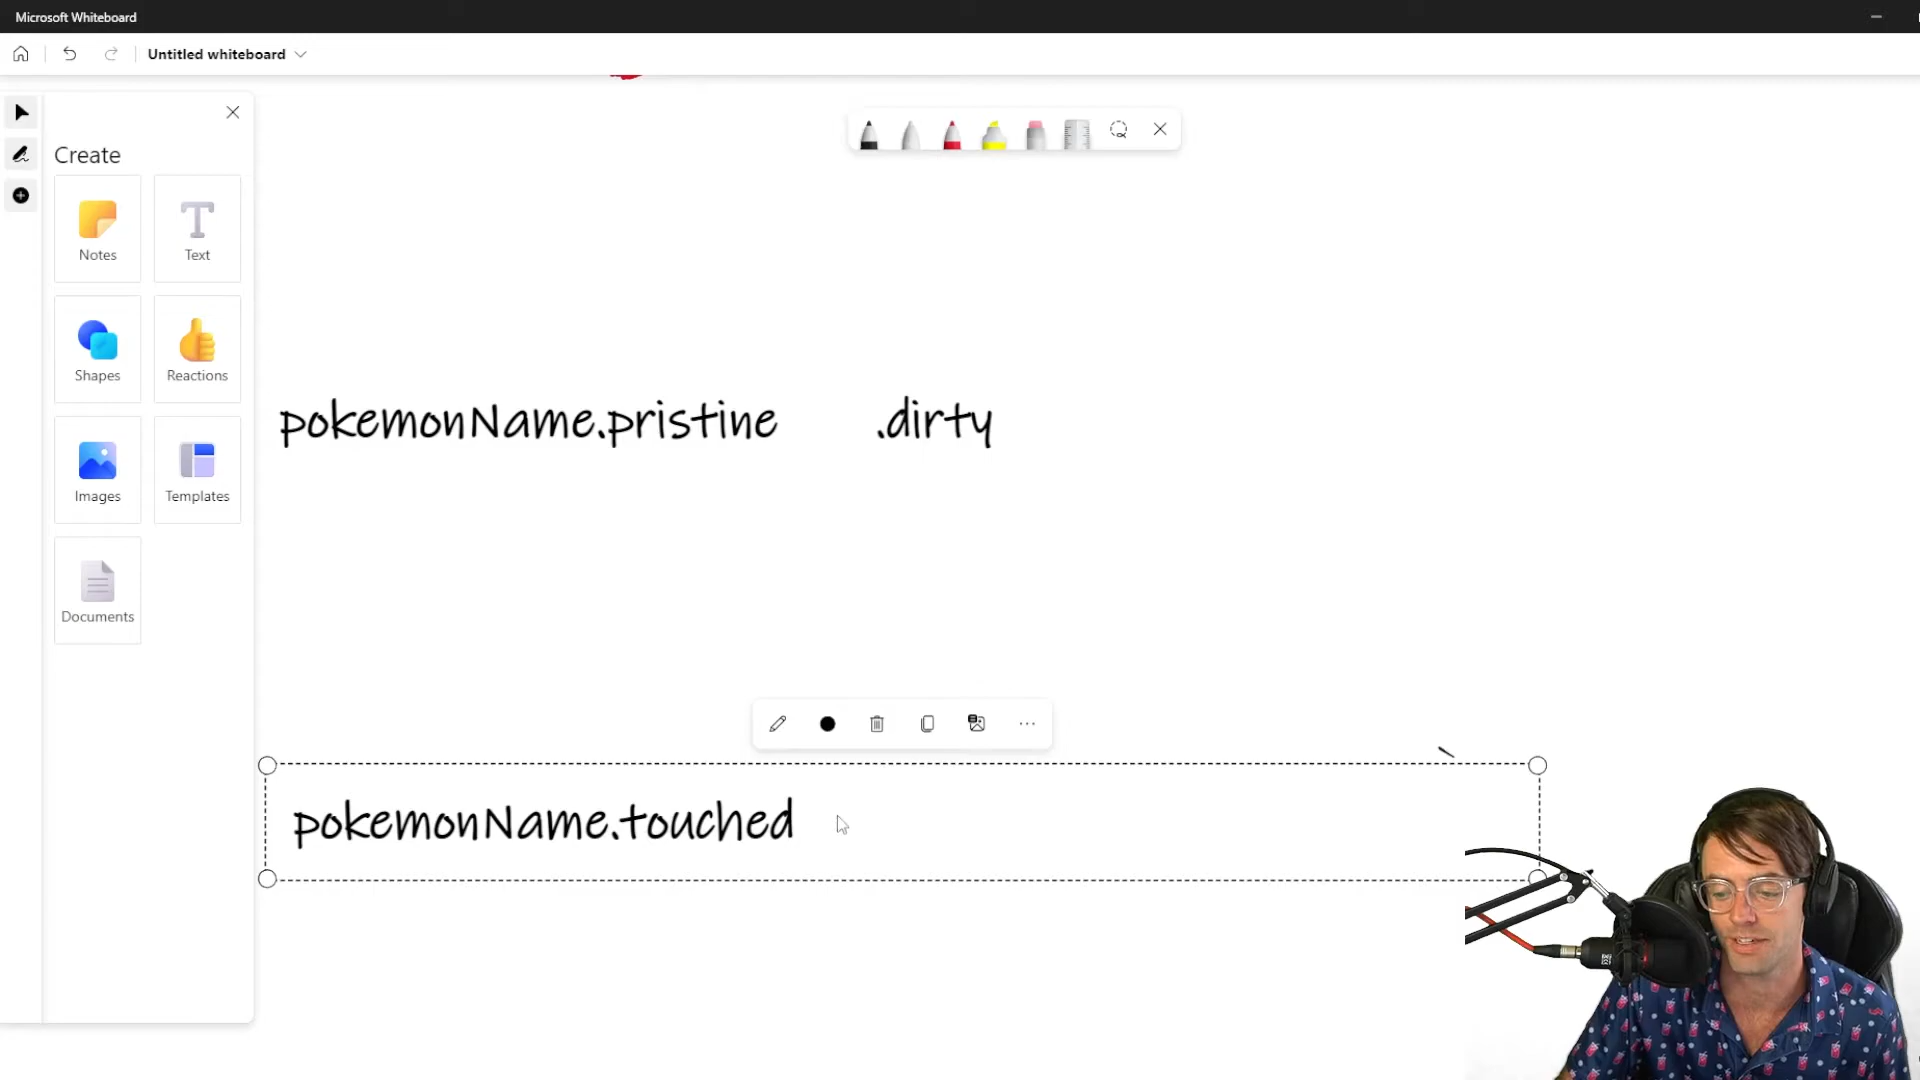 Microsoft Whiteboard
Untitled whiteboard
Create
Notes
Text
Shapes
Reactions
Images
Templates
Documents
pokemonName.pristine .dirty
pokemonName.touched